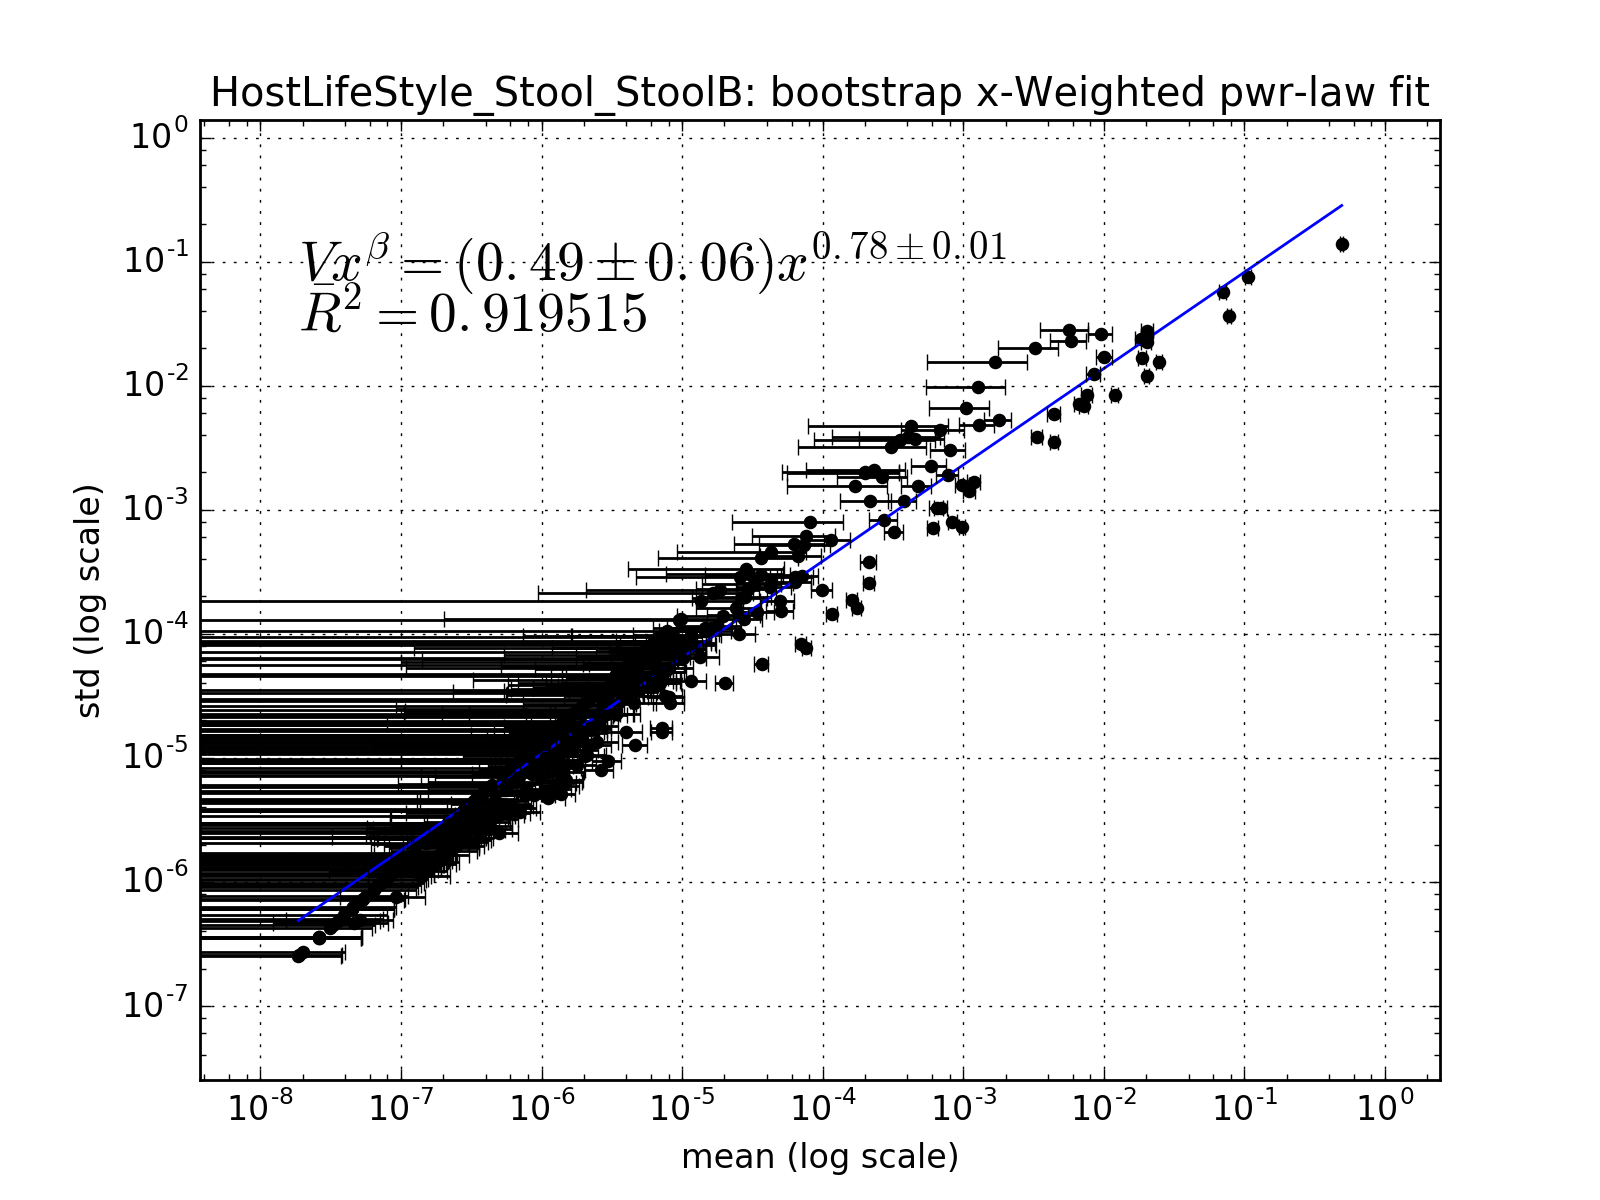 HostLifeStyle_Stool_StoolB: bootstrap x-Weighted pwr-law fit
10^0
10^-1
10^-2
10^-3
10^-4
10^-5
10^-6
10^-7
std (log scale)
Vx^β = (0.49 ± 0.06)x^0.78±0.01
R̄^2 = 0.919515
10^-8 10^-7 10^-6 10^-5 10^-4 10^-3 10^-2 10^-1 10^0
mean (log scale)